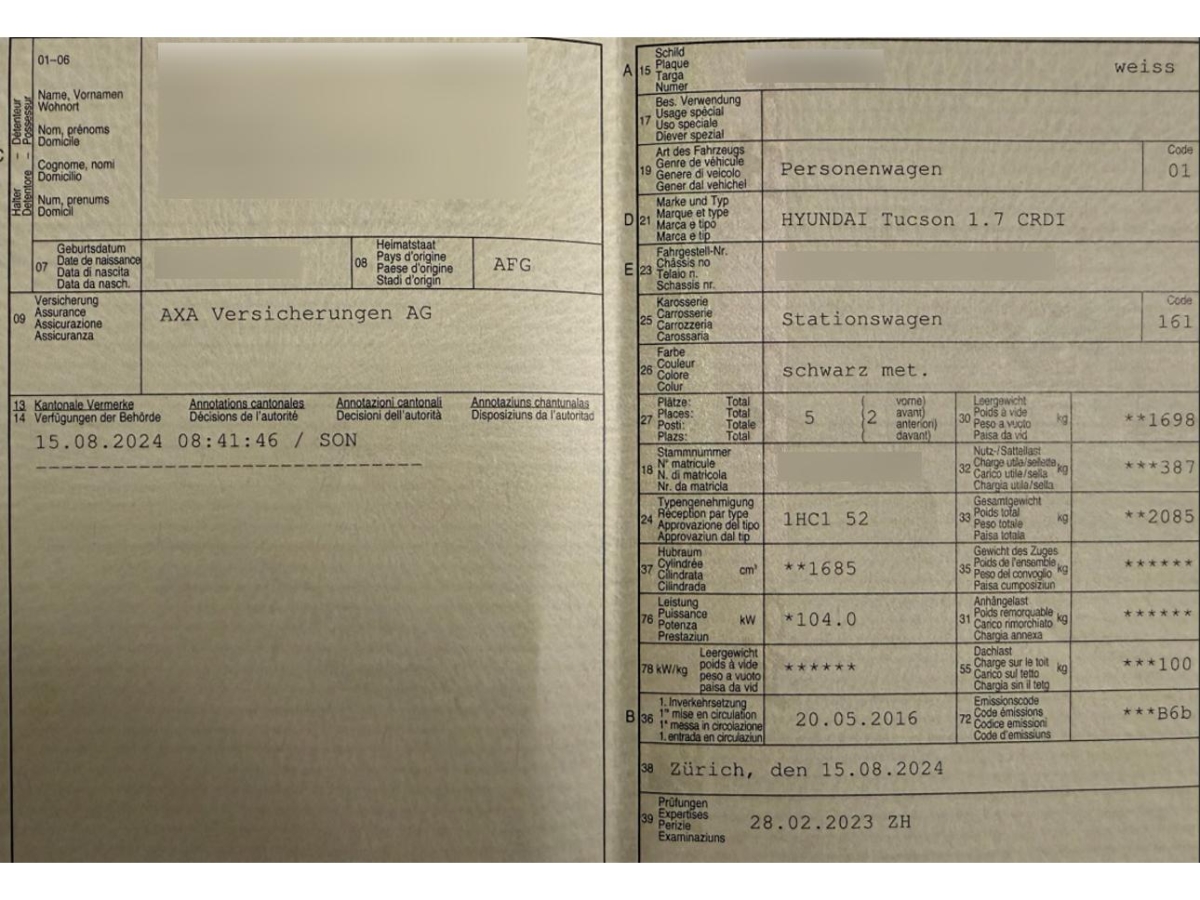 01-06
Name, Vornamen
Wohnort
Nom, prénoms
Domicile
Cognome, nomi
Domicilio
Num, prenums
Domicil
Halter – Détenteur
Detentore – Possessur
C
07
Geburtsdatum
Date de naissance
Data di nascita
Data da nasch.
08
Heimatstaat
Pays d'origine
Paese d'origine
Stadi d'origin
AFG
09
Versicherung
Assurance
Assicurazione
Assicuranza
AXA Versicherungen AG
13 Kantonale Vermerke Annotations cantonales Annotazioni cantonali Annotaziuns chantunalas
14 Verfügungen der Behörde Décisions de l'autorité Decisioni dell'autorità Disposiziuns da l'autoritad
15.08.2024 08:41:46 / SON
------------------------------
A 15
Schild
Plaque
Targa
Numer
weiss
17
Bes. Verwendung
Usage spécial
Uso speciale
Diever spezial
19
Art des Fahrzeugs
Genre de véhicule
Genere di veicolo
Gener dal vehichel
Personenwagen
Code
01
D 21
Marke und Typ
Marque et type
Marca e tipo
Marca e tip
HYUNDAI Tucson 1.7 CRDI
E 23
Fahrgestell-Nr.
Châssis no
Telaio n.
Schassis nr.
25
Karosserie
Carrosserie
Carrozzeria
Carossaria
Stationswagen
Code
161
26
Farbe
Couleur
Colore
Colur
schwarz met.
27
Plätze: Total
Places: Total
Posti: Totale
Plazs: Total
5
2
vorne)
avant)
anteriori)
davant)
30
Leergewicht
Poids à vide
Peso a vuoto
Paisa da vid
kg
**1698
18
Stammnummer
N° matricule
N. di matricola
Nr. da matricla
32
Nutz-/Sattellast
Charge utile/sellette
Carico utile/sella
Chargia utila/sella
kg
***387
24
Typengenehmigung
Réception par type
Approvazione del tipo
Approvaziun dal tip
1HC1 52
33
Gesamtgewicht
Poids total
Peso totale
Paisa totala
kg
**2085
37
Hubraum
Cylindrée
Cilindrata
Cilindrada
cm³
**1685
35
Gewicht des Zuges
Poids de l'ensemble
Peso del convoglio
Paisa cumposiziun
kg
******
76
Leistung
Puissance
Potenza
Prestaziun
kW
*104.0
31
Anhängelast
Poids remorquable
Carico rimorchiato
Chargia annexa
kg
******
78 kW/kg
Leergewicht
poids à vide
peso a vuoto
paisa da vid
******
55
Dachlast
Charge sur le toit
Carico sul tetto
Chargia sin il tetg
kg
***100
B 36
1. Inverkehrsetzung
1re mise en circulation
1a messa in circolazione
1. entrada en circulaziun
20.05.2016
72
Emissionscode
Code émissions
Codice emissioni
Code d'emissiuns
***B6b
38 Zürich, den 15.08.2024
39
Prüfungen
Expertises
Perizie
Examinaziuns
28.02.2023 ZH